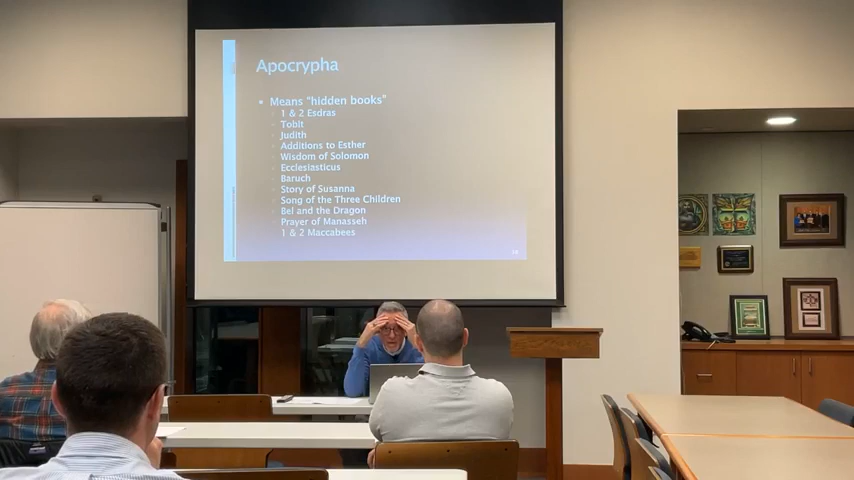 Apocrypha
Means "hidden books"
1 & 2 Esdras
Tobit
Judith
Additions to Esther
Wisdom of Solomon
Ecclesiasticus
Baruch
Story of Susanna
Song of the Three Children
Bel and the Dragon
Prayer of Manasseh
1 & 2 Maccabees